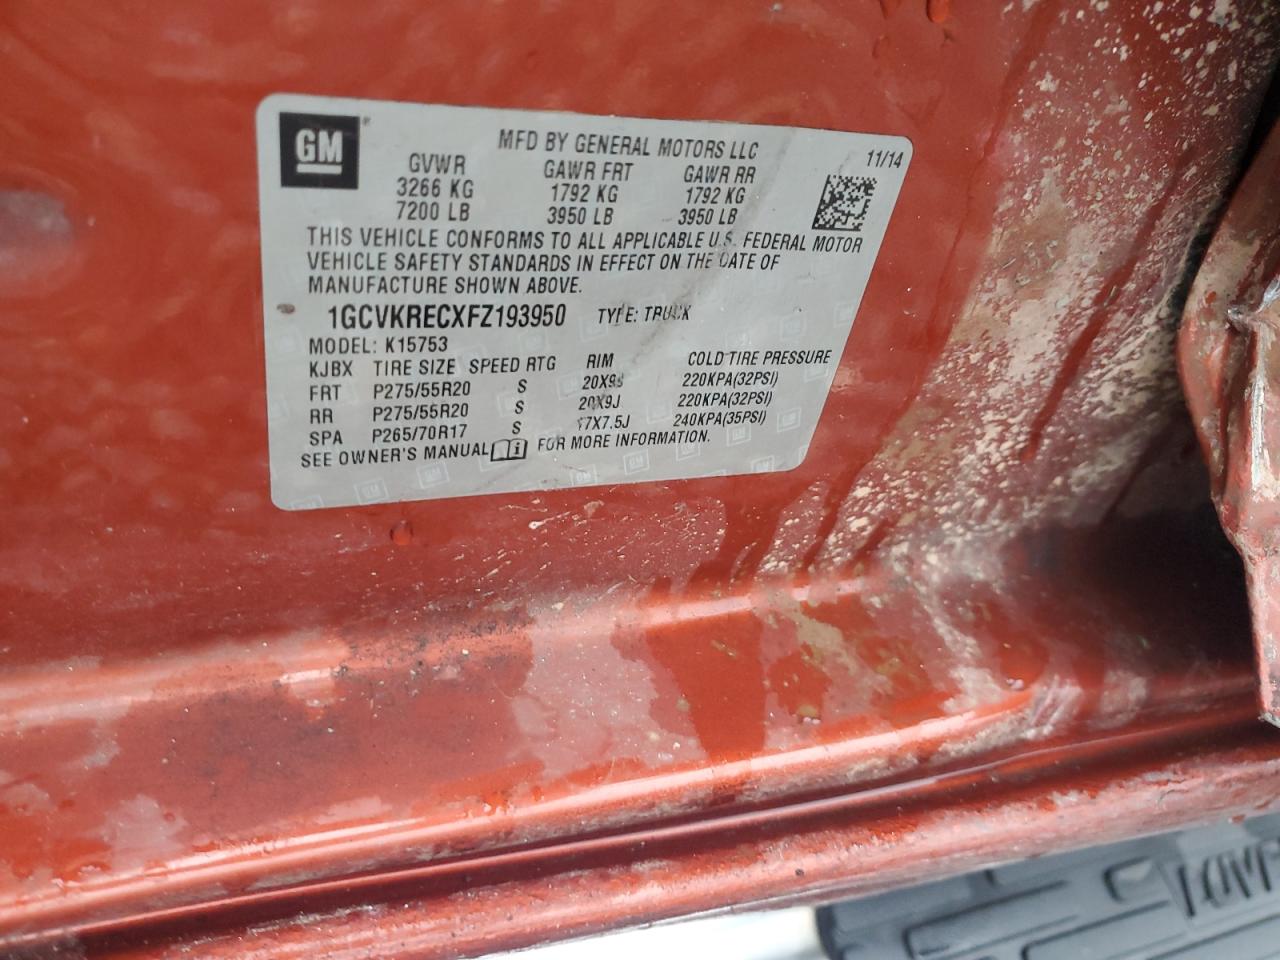 GM
MFD BY GENERAL MOTORS LLC
11/14
GVWR GAWR FRT GAWR RR
3266 KG 1792 KG 1792 KG
7200 LB 3950 LB 3950 LB
THIS VEHICLE CONFORMS TO ALL APPLICABLE U.S. FEDERAL MOTOR
VEHICLE SAFETY STANDARDS IN EFFECT ON THE DATE OF
MANUFACTURE SHOWN ABOVE.
1GCVKRECXFZ193950 TYPE: TRUCK
MODEL: K15753
KJBX TIRE SIZE SPEED RTG RIM COLD TIRE PRESSURE
FRT P275/55R20 S 20X9J 220KPA(32PSI)
RR P275/55R20 S 20X9J 220KPA(32PSI)
SPA P265/70R17 S 17X7.5J 240KPA(35PSI)
SEE OWNER'S MANUAL FOR MORE INFORMATION.